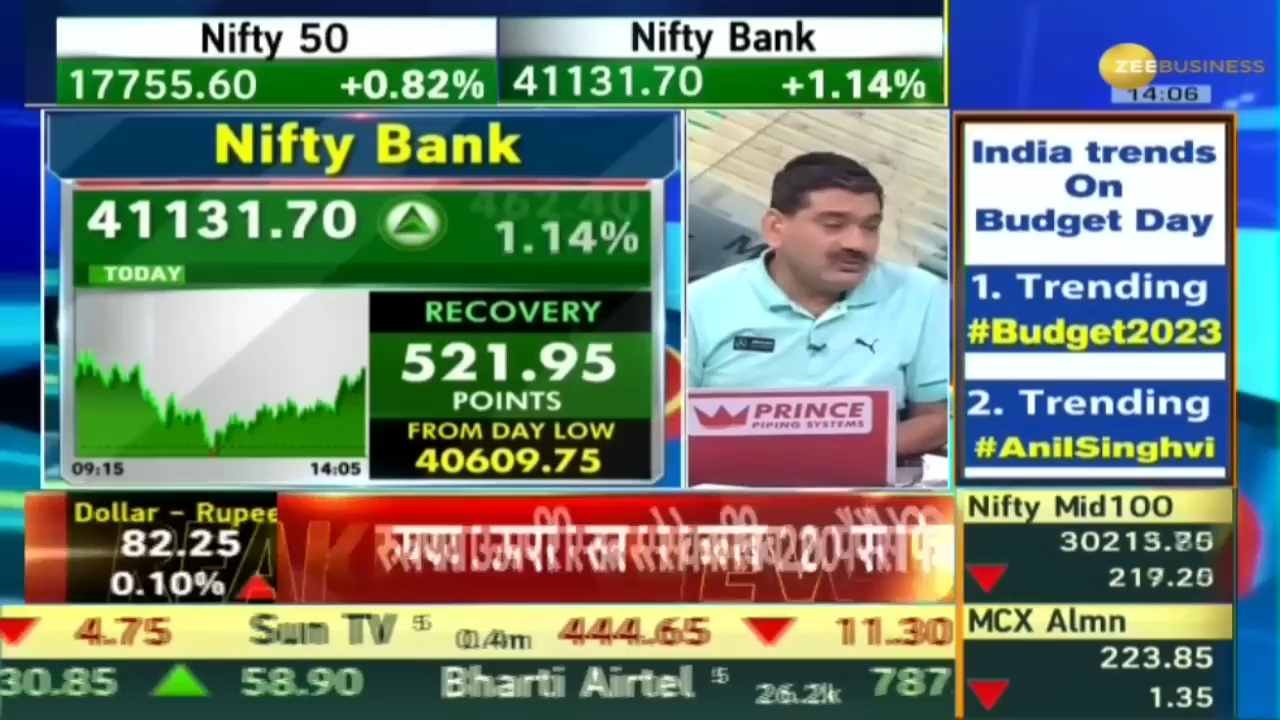 Nifty 50
17755.60 +0.82%
Nifty Bank
41131.70 +1.14%
ZEEBUSINESS
14:06
Nifty Bank
41131.70
1.14%
TODAY
09:15 14:05
RECOVERY
521.95
POINTS
FROM DAY LOW
40609.75
PRINCE
PIPING SYSTEMS
India trends
On
Budget Day
1. Trending
#Budget2023
2. Trending
#AnilSinghvi
Dollar - Rupee
82.25
0.10%
Nifty Mid100
219.25
MCX Almn
223.85
1.35
4.75 Sun TV 444.65 11.30
30.85 58.90 Bharti Airtel 787